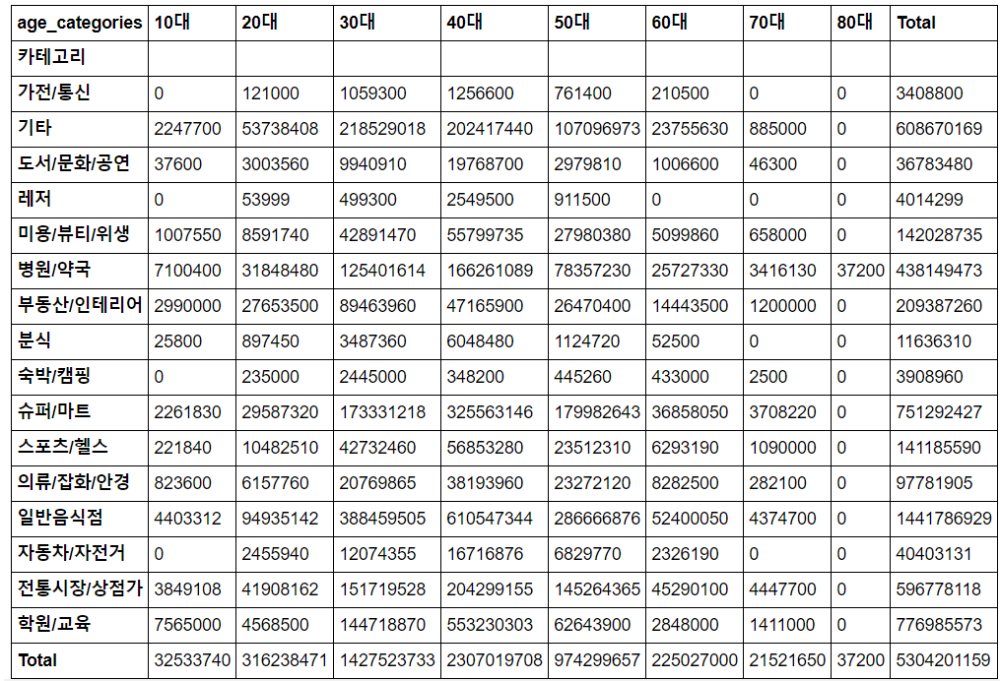 age_categories 10대 20대 30대 40대 50대 60대 70대 80대 Total
카테고리
가전/통신 0 121000 1059300 1256600 761400 210500 0 0 3408800
기타 2247700 53738408 218529018 202417440 107096973 23755630 885000 0 608670169
도서/문화/공연 37600 3003560 9940910 19768700 2979810 1006600 46300 0 36783480
레저 0 53999 499300 2549500 911500 0 0 0 4014299
미용/뷰티/위생 1007550 8591740 42891470 55799735 27980380 5099860 658000 0 142028735
병원/약국 7100400 31848480 125401614 166261089 78357230 25727330 3416130 37200 438149473
부동산/인테리어 2990000 27653500 89463960 47165900 26470400 14443500 1200000 0 209387260
분식 25800 897450 3487360 6048480 1124720 52500 0 0 11636310
숙박/캠핑 0 235000 2445000 348200 445260 433000 2500 0 3908960
슈퍼/마트 2261830 29587320 173331218 325563146 179982643 36858050 3708220 0 751292427
스포츠/헬스 221840 10482510 42732460 56853280 23512310 6293190 1090000 0 141185590
의류/잡화/안경 823600 6157760 20769865 38193960 23272120 8282500 282100 0 97781905
일반음식점 4403312 94935142 388459505 610547344 286666876 52400050 4374700 0 1441786929
자동차/자전거 0 2455940 12074355 16716876 6829770 2326190 0 0 40403131
전통시장/상점가 3849108 41908162 151719528 204299155 145264365 45290100 4447700 0 596778118
학원/교육 7565000 4568500 144718870 553230303 62643900 2848000 1411000 0 776985573
Total 32533740 316238471 1427523733 2307019708 974299657 225027000 21521650 37200 5304201159